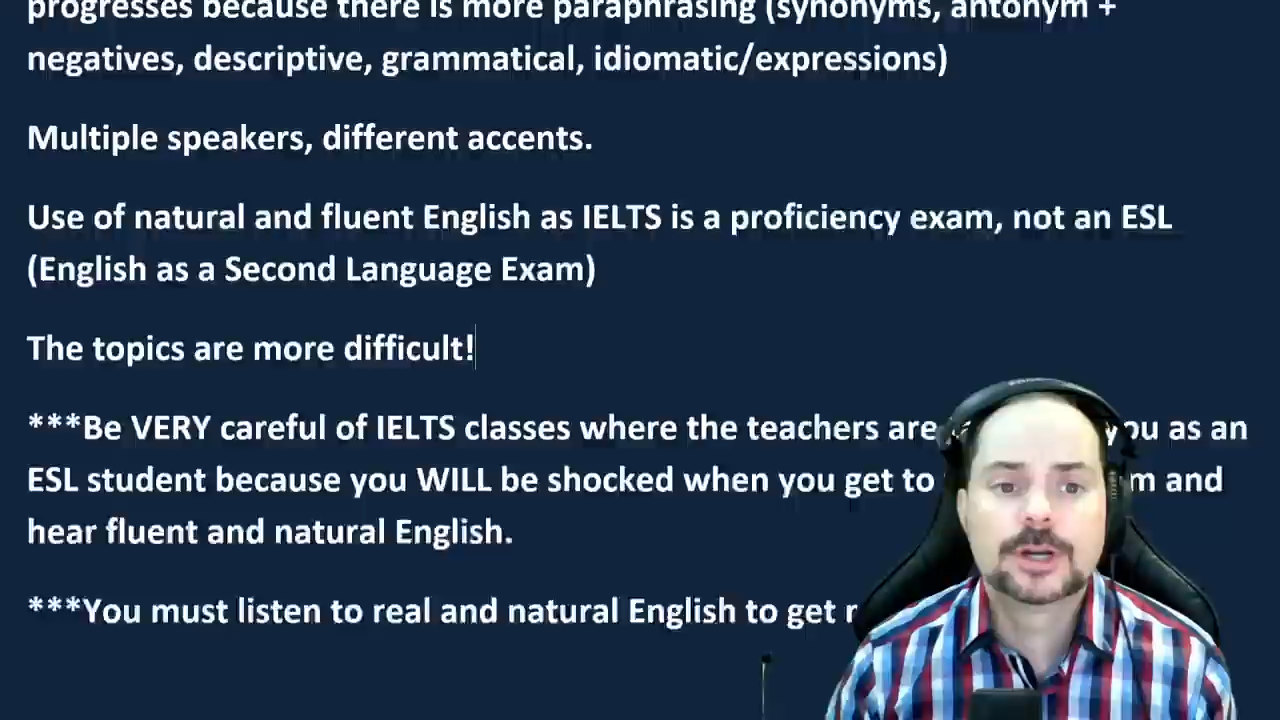 progresses because there is more paraphrasing (synonyms, antonym +
negatives, descriptive, grammatical, idiomatic/expressions)
Multiple speakers, different accents.
Use of natural and fluent English as IELTS is a proficiency exam, not an ESL
(English as a Second Language Exam)
The topics are more difficult!
***Be VERY careful of IELTS classes where the teachers are you as an
ESL student because you WILL be shocked when you get to and
hear fluent and natural English.
***You must listen to real and natural English to get